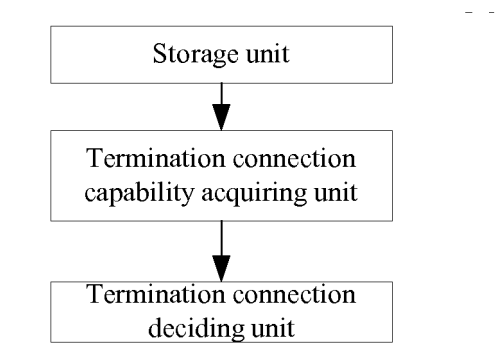 Storage unit
Termination connection
capability acquiring unit
Termination connection
deciding unit